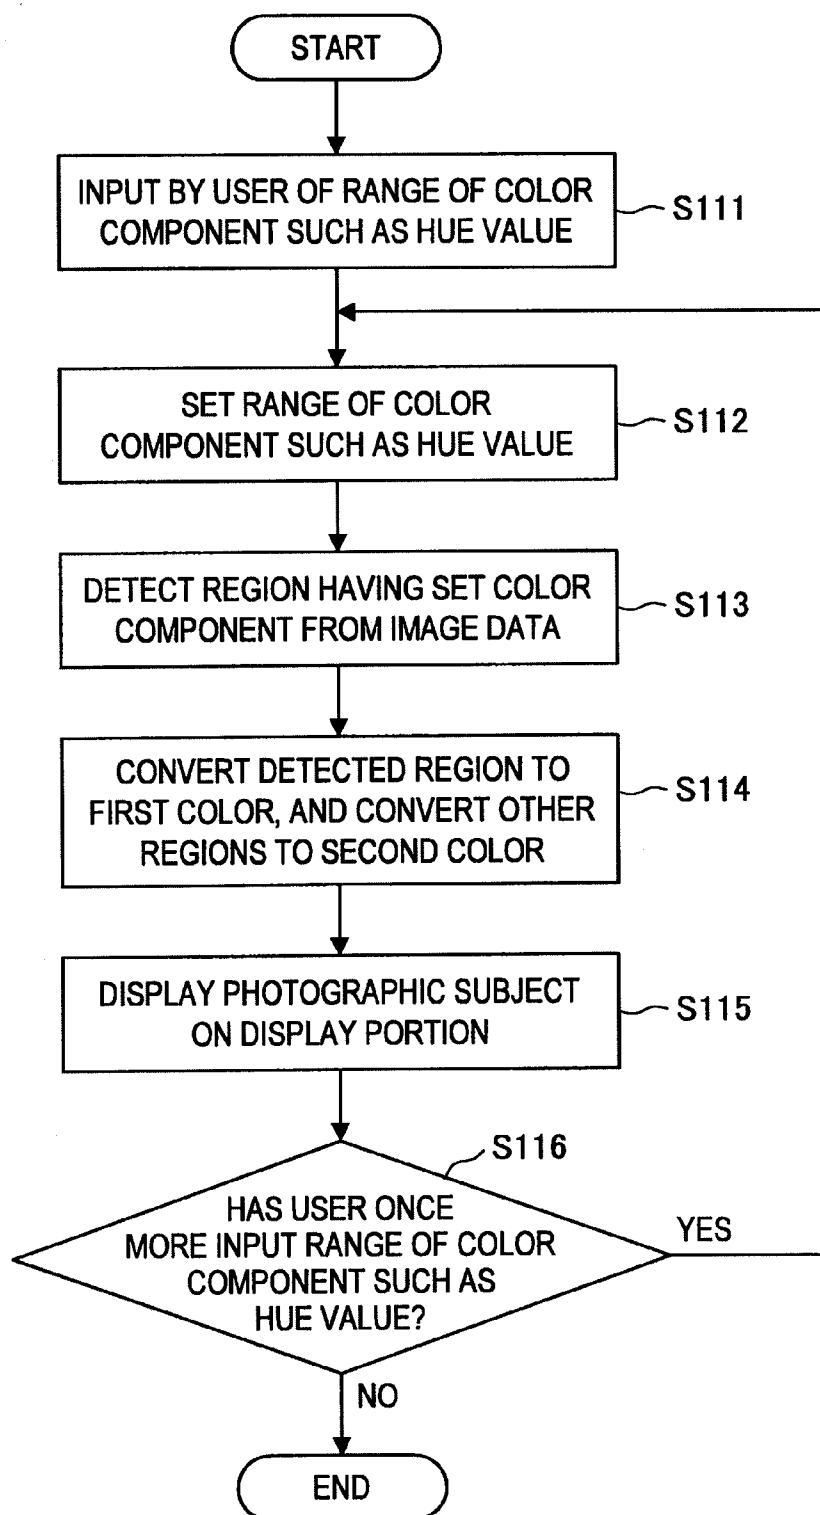 START
INPUT BY USER OF RANGE OF COLOR
COMPONENT SUCH AS HUE VALUE
S111
SET RANGE OF COLOR
COMPONENT SUCH AS HUE VALUE
S112
DETECT REGION HAVING SET COLOR
COMPONENT FROM IMAGE DATA
S113
CONVERT DETECTED REGION TO
FIRST COLOR, AND CONVERT OTHER
REGIONS TO SECOND COLOR
S114
DISPLAY PHOTOGRAPHIC SUBJECT
ON DISPLAY PORTION
S115
S116
HAS USER ONCE
MORE INPUT RANGE OF COLOR
COMPONENT SUCH AS
HUE VALUE?
YES
NO
END